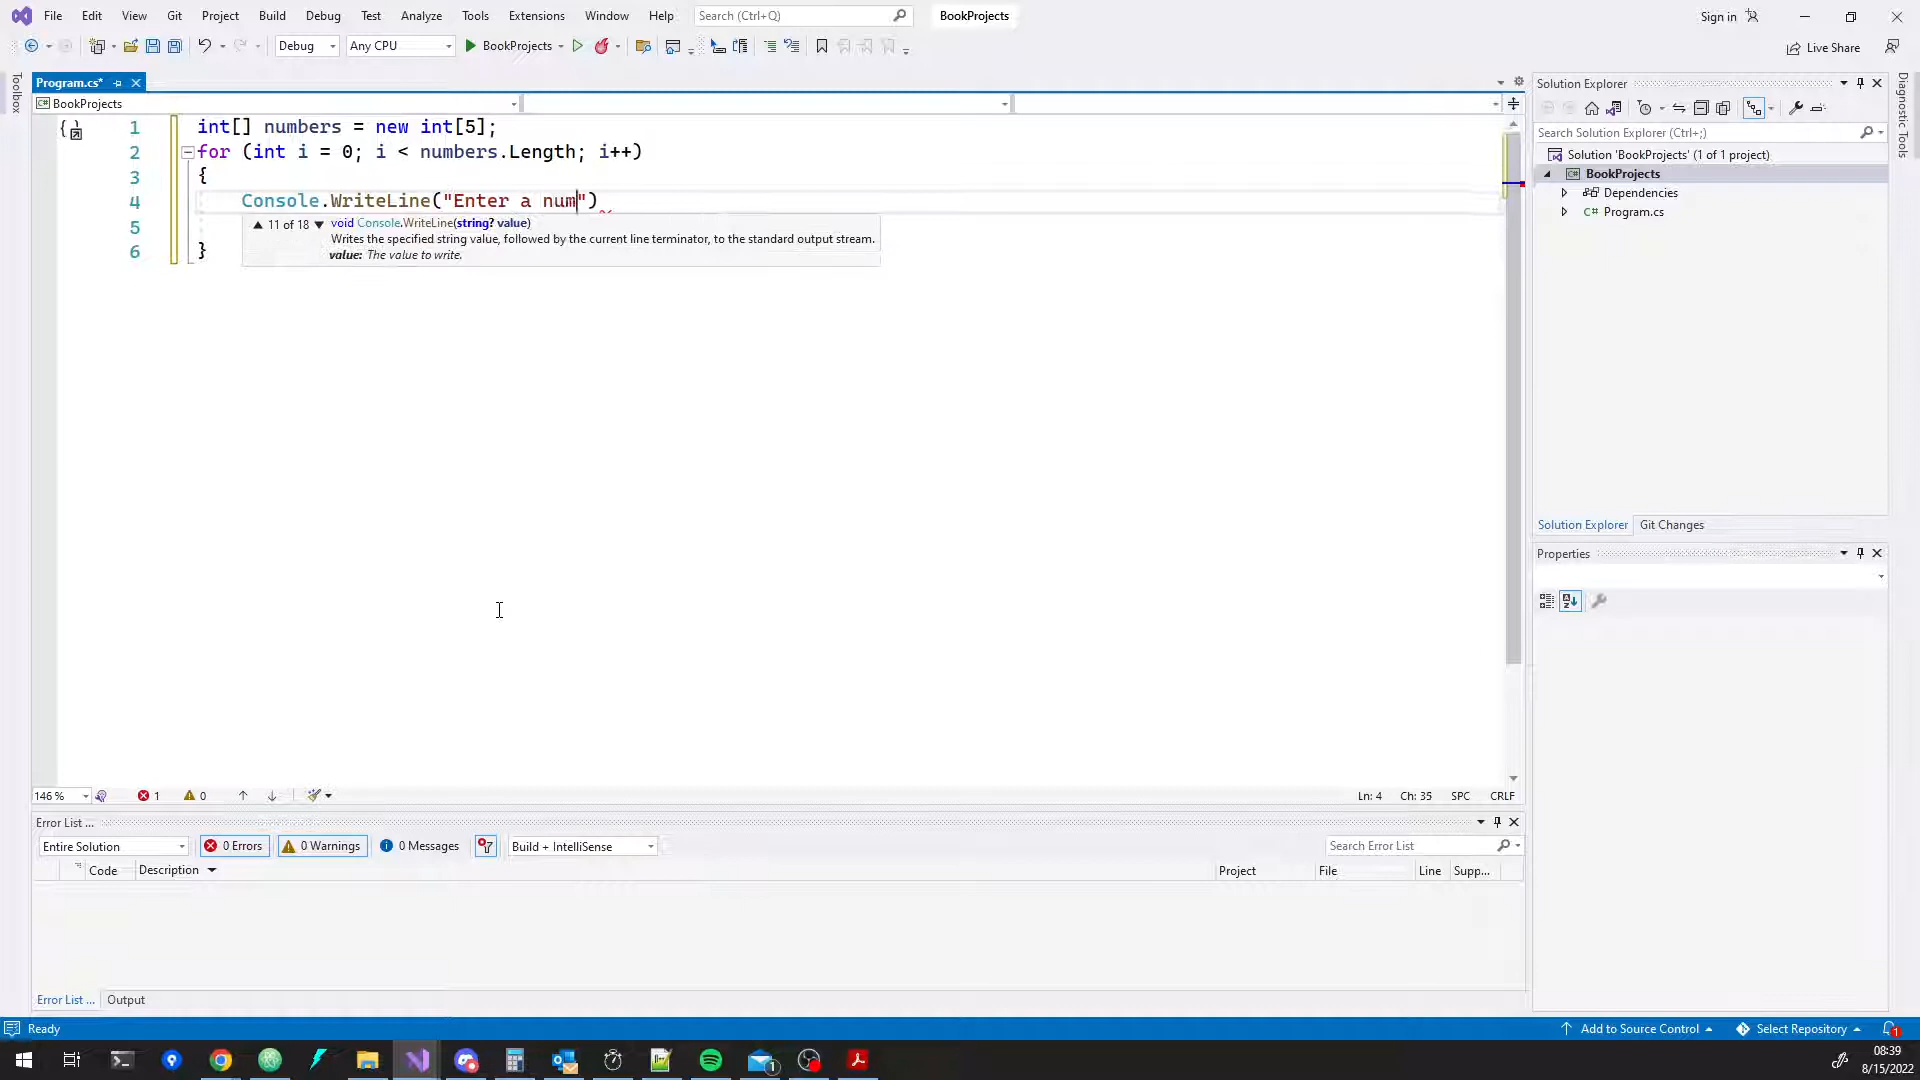 File Edit View Git Project Build Debug Test Analyze Tools Extensions Window Help Search (Ctrl+Q) BookProjects Sign in
Debug Any CPU BookProjects Live Share
Toolbox
Program.cs*
BookProjects
1 int[] numbers = new int[5];
2 for (int i = 0; i < numbers.Length; i++)
3 {
4 Console.WriteLine("Enter a num")
5
6 }
11 of 18 void Console.WriteLine(string? value)
Writes the specified string value, followed by the current line terminator, to the standard output stream.
value: The value to write.
146 % 1 0 Ln: 4 Ch: 35 SPC CRLF
Error List ...
Entire Solution 0 Errors 0 Warnings 0 Messages Build + IntelliSense Search Error List
Code Description Project File Line Supp...
Error List ... Output
Solution Explorer
Search Solution Explorer (Ctrl+;)
Solution 'BookProjects' (1 of 1 project)
C# BookProjects
Dependencies
C# Program.cs
Solution Explorer Git Changes
Properties
Diagnostic Tools
Ready Add to Source Control Select Repository 1
1 08:39
8/15/2022